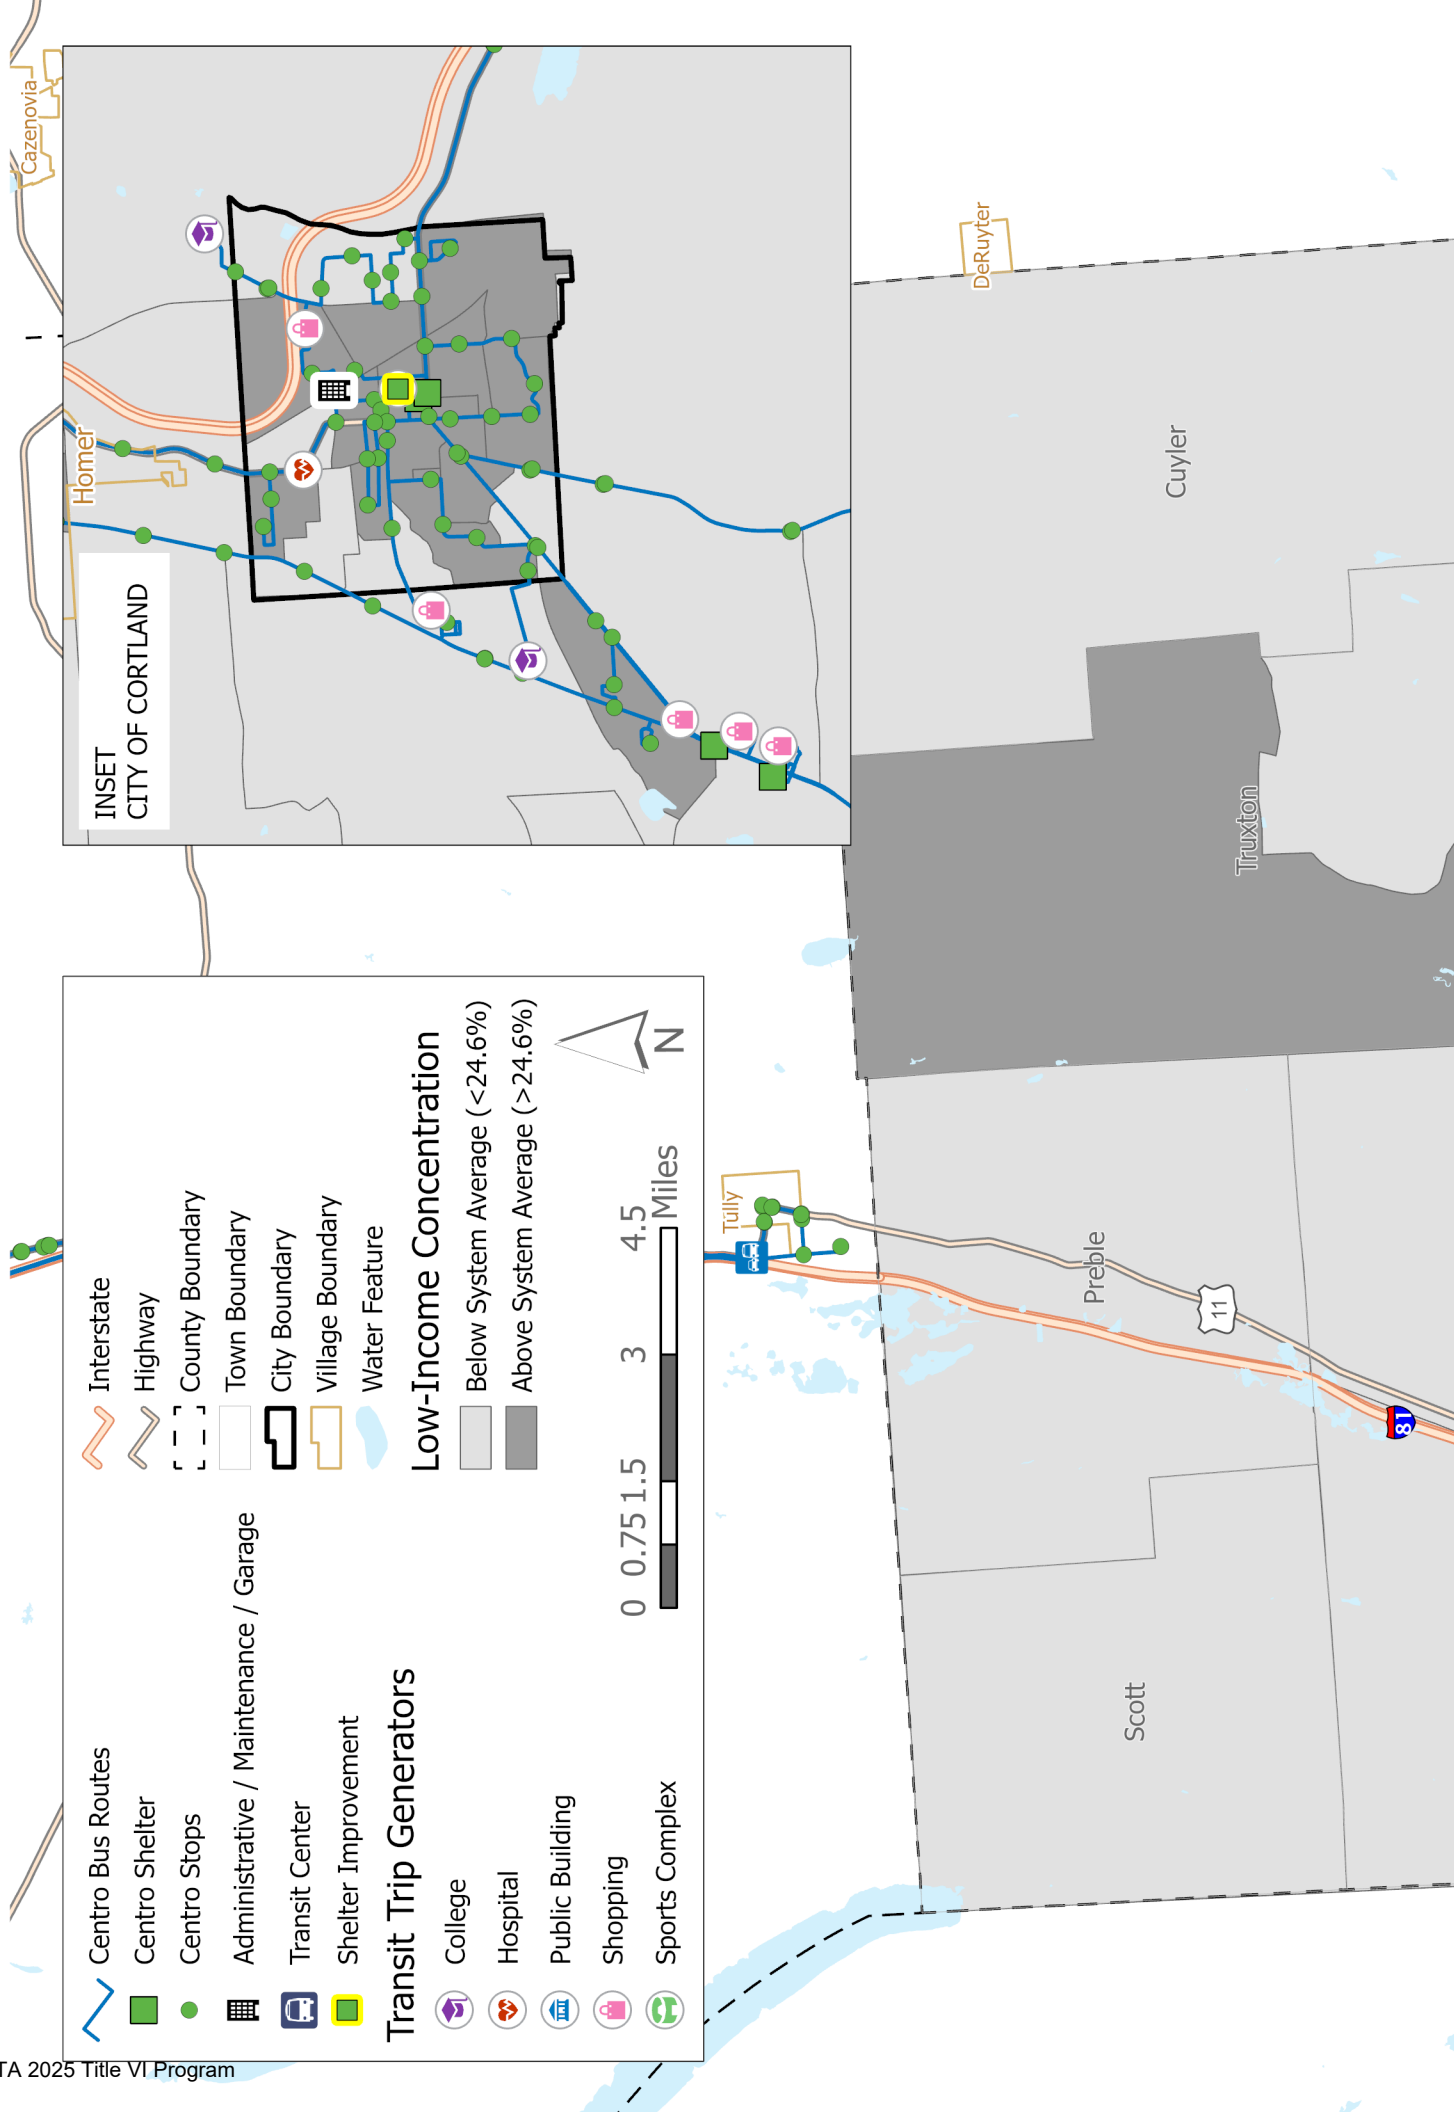 Cazenovia
Homer
INSET
CITY OF CORTLAND
DeRuyter
Cuyler
Truxton
Tully
Preble
11
81
Scott
Centro Bus Routes
Centro Shelter
Centro Stops
Administrative / Maintenance / Garage
Transit Center
Shelter Improvement
Transit Trip Generators
College
Hospital
Public Building
Shopping
Sports Complex
Interstate
Highway
County Boundary
Town Boundary
City Boundary
Village Boundary
Water Feature
Low-Income Concentration
Below System Average (<24.6%)
Above System Average (>24.6%)
N
0 0.75 1.5 3 4.5
Miles
TA 2025 Title VI Program